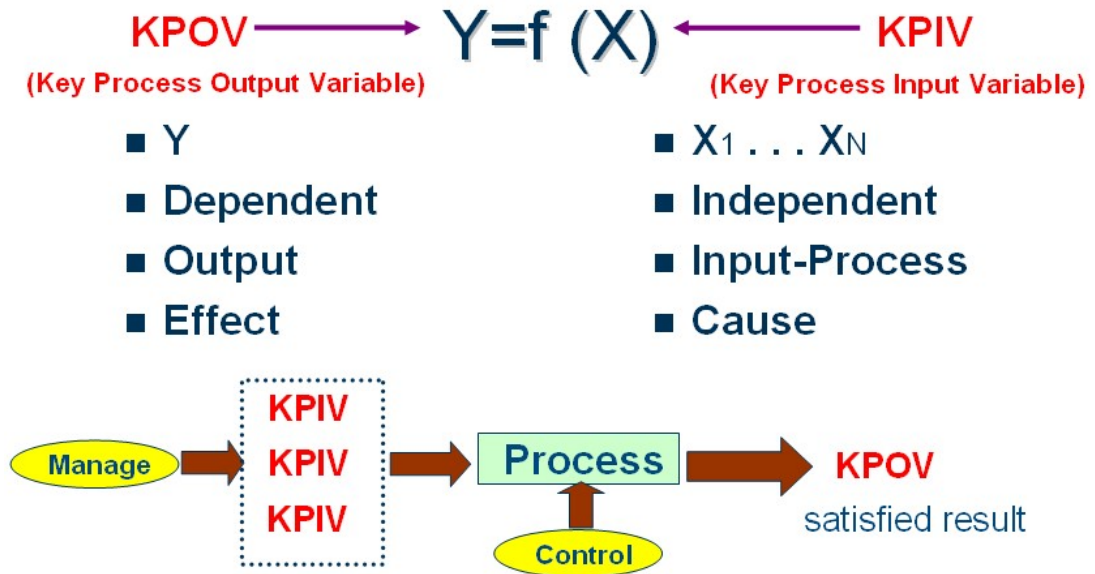 KPOV Y=f (X) KPIV
(Key Process Output Variable) (Key Process Input Variable)
■ Y
■ Dependent
■ Output
■ Effect
■ X1 . . . XN
■ Independent
■ Input-Process
■ Cause
Manage
KPIV
KPIV
KPIV
Process
Control
KPOV
satisfied result